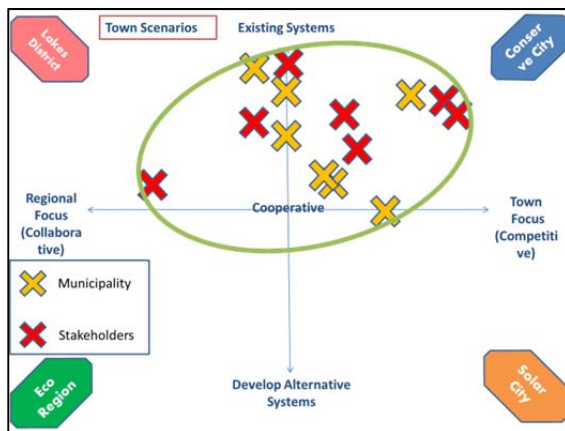 Lakes
District
Town Scenarios
Existing Systems
Conser
ve City
Regional
Focus
(Collabora
tive)
Cooperative
Town
Focus
(Competiti
ve)
Municipality
Stakeholders
Eco
Region
Develop Alternative
Systems
Solar
City